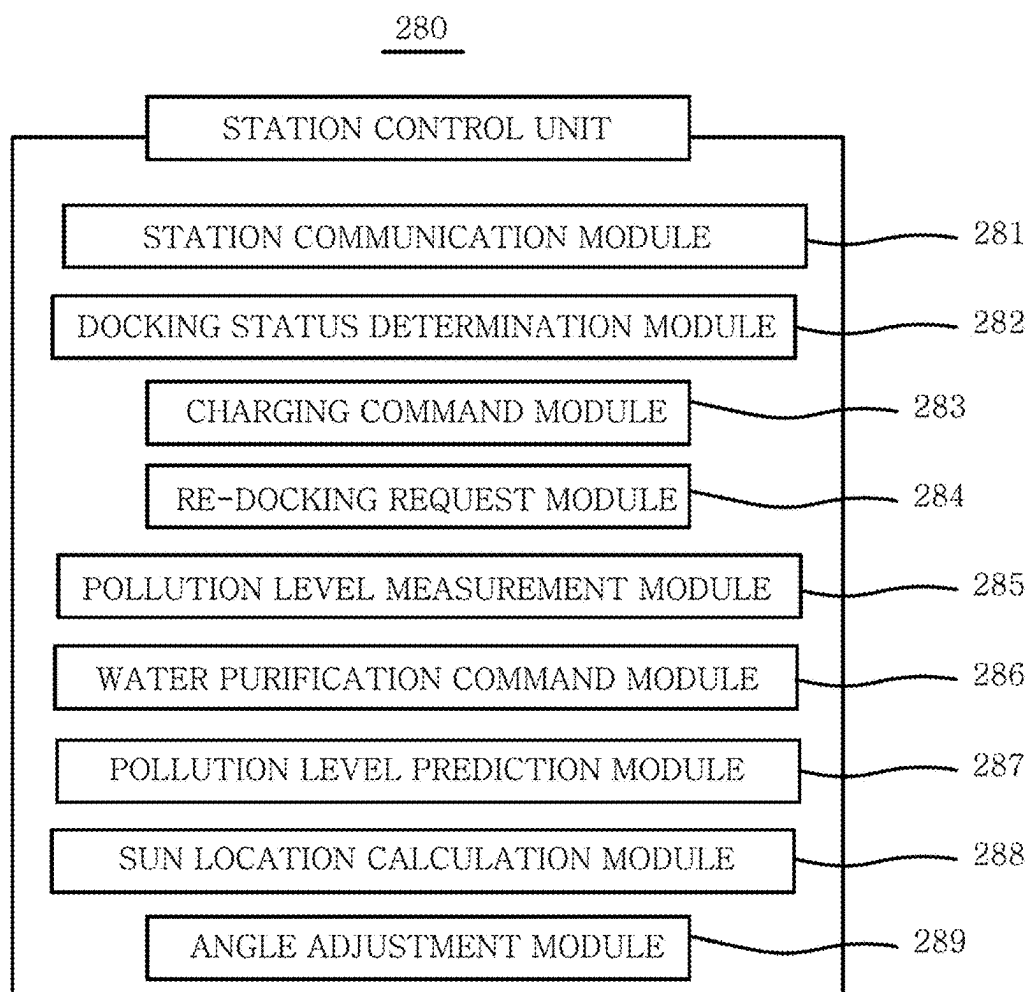 280
STATION CONTROL UNIT
STATION COMMUNICATION MODULE 281
DOCKING STATUS DETERMINATION MODULE 282
CHARGING COMMAND MODULE 283
RE-DOCKING REQUEST MODULE 284
POLLUTION LEVEL MEASUREMENT MODULE 285
WATER PURIFICATION COMMAND MODULE 286
POLLUTION LEVEL PREDICTION MODULE 287
SUN LOCATION CALCULATION MODULE 288
ANGLE ADJUSTMENT MODULE 289